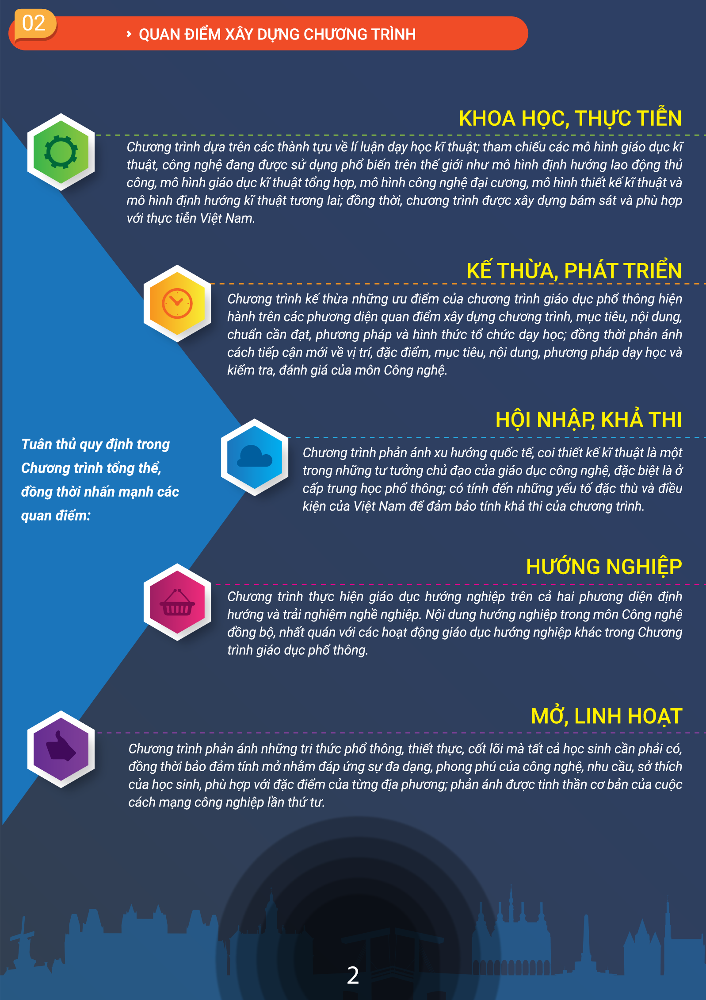 02
QUAN ĐIỂM XÂY DỰNG CHƯƠNG TRÌNH
KHOA HỌC, THỰC TIỄN
Chương trình dựa trên các thành tựu về lí luận dạy học kĩ thuật; tham chiếu các mô hình giáo dục kĩ
thuật, công nghệ đang được sử dụng phổ biến trên thế giới như mô hình định hướng lao động thủ
công, mô hình giáo dục kĩ thuật tổng hợp, mô hình công nghệ đại cương, mô hình thiết kế kĩ thuật và
mô hình định hướng kĩ thuật tương lai; đồng thời, chương trình được xây dựng bám sát và phù hợp
với thực tiễn Việt Nam.
KẾ THỪA, PHÁT TRIỂN
Chương trình kế thừa những ưu điểm của chương trình giáo dục phổ thông hiện
hành trên các phương diện quan điểm xây dựng chương trình, mục tiêu, nội dung,
chuẩn cần đạt, phương pháp và hình thức tổ chức dạy học; đồng thời phản ánh
cách tiếp cận mới về vị trí, đặc điểm, mục tiêu, nội dung, phương pháp dạy học và
kiểm tra, đánh giá của môn Công nghệ.
Tuân thủ quy định trong
Chương trình tổng thể,
đồng thời nhấn mạnh các
quan điểm:
HỘI NHẬP, KHẢ THI
Chương trình phản ánh xu hướng quốc tế, coi thiết kế kĩ thuật là một
trong những tư tưởng chủ đạo của giáo dục công nghệ, đặc biệt là ở
cấp trung học phổ thông; có tính đến những yếu tố đặc thù và điều
kiện của Việt Nam để đảm bảo tính khả thi của chương trình.
HƯỚNG NGHIỆP
Chương trình thực hiện giáo dục hướng nghiệp trên cả hai phương diện định
hướng và trải nghiệm nghề nghiệp. Nội dung hướng nghiệp trong môn Công nghệ
đồng bộ, nhất quán với các hoạt động giáo dục hướng nghiệp khác trong Chương
trình giáo dục phổ thông.
MỞ, LINH HOẠT
Chương trình phản ánh những tri thức phổ thông, thiết thực, cốt lõi mà tất cả học sinh cần phải có,
đồng thời bảo đảm tính mở nhằm đáp ứng sự đa dạng, phong phú của công nghệ, nhu cầu, sở thích
của học sinh, phù hợp với đặc điểm của từng địa phương; phản ánh được tinh thần cơ bản của cuộc
cách mạng công nghiệp lần thứ tư.
2